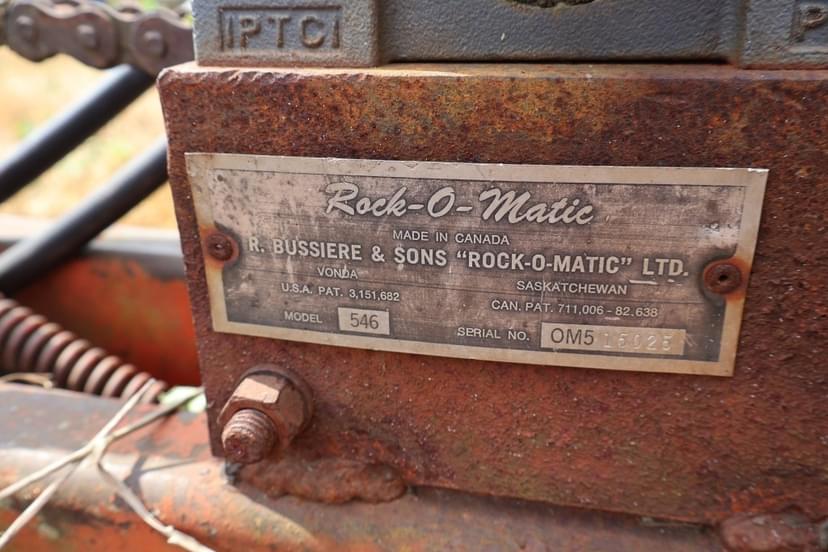 IPTCI
P
Rock-O-Matic
MADE IN CANADA
R. BUSSIERE & SONS "ROCK-O-MATIC" LTD.
VONDA SASKATCHEWAN
U.S.A. PAT. 3,151,682 CAN. PAT. 711,006 - 82.638
MODEL 546 SERIAL NO. OM5 15025